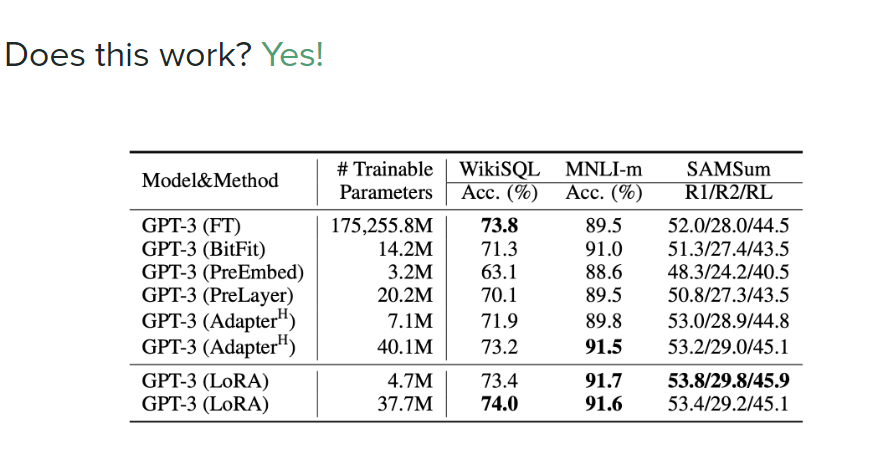 Does this work? Yes!
Model&Method # Trainable Parameters WikiSQL Acc. (%) MNLI-m Acc. (%) SAMSum R1/R2/RL
GPT-3 (FT) 175,255.8M 73.8 89.5 52.0/28.0/44.5
GPT-3 (BitFit) 14.2M 71.3 91.0 51.3/27.4/43.5
GPT-3 (PreEmbed) 3.2M 63.1 88.6 48.3/24.2/40.5
GPT-3 (PreLayer) 20.2M 70.1 89.5 50.8/27.3/43.5
GPT-3 (Adapterᴴ) 7.1M 71.9 89.8 53.0/28.9/44.8
GPT-3 (Adapterᴴ) 40.1M 73.2 91.5 53.2/29.0/45.1
GPT-3 (LoRA) 4.7M 73.4 91.7 53.8/29.8/45.9
GPT-3 (LoRA) 37.7M 74.0 91.6 53.4/29.2/45.1